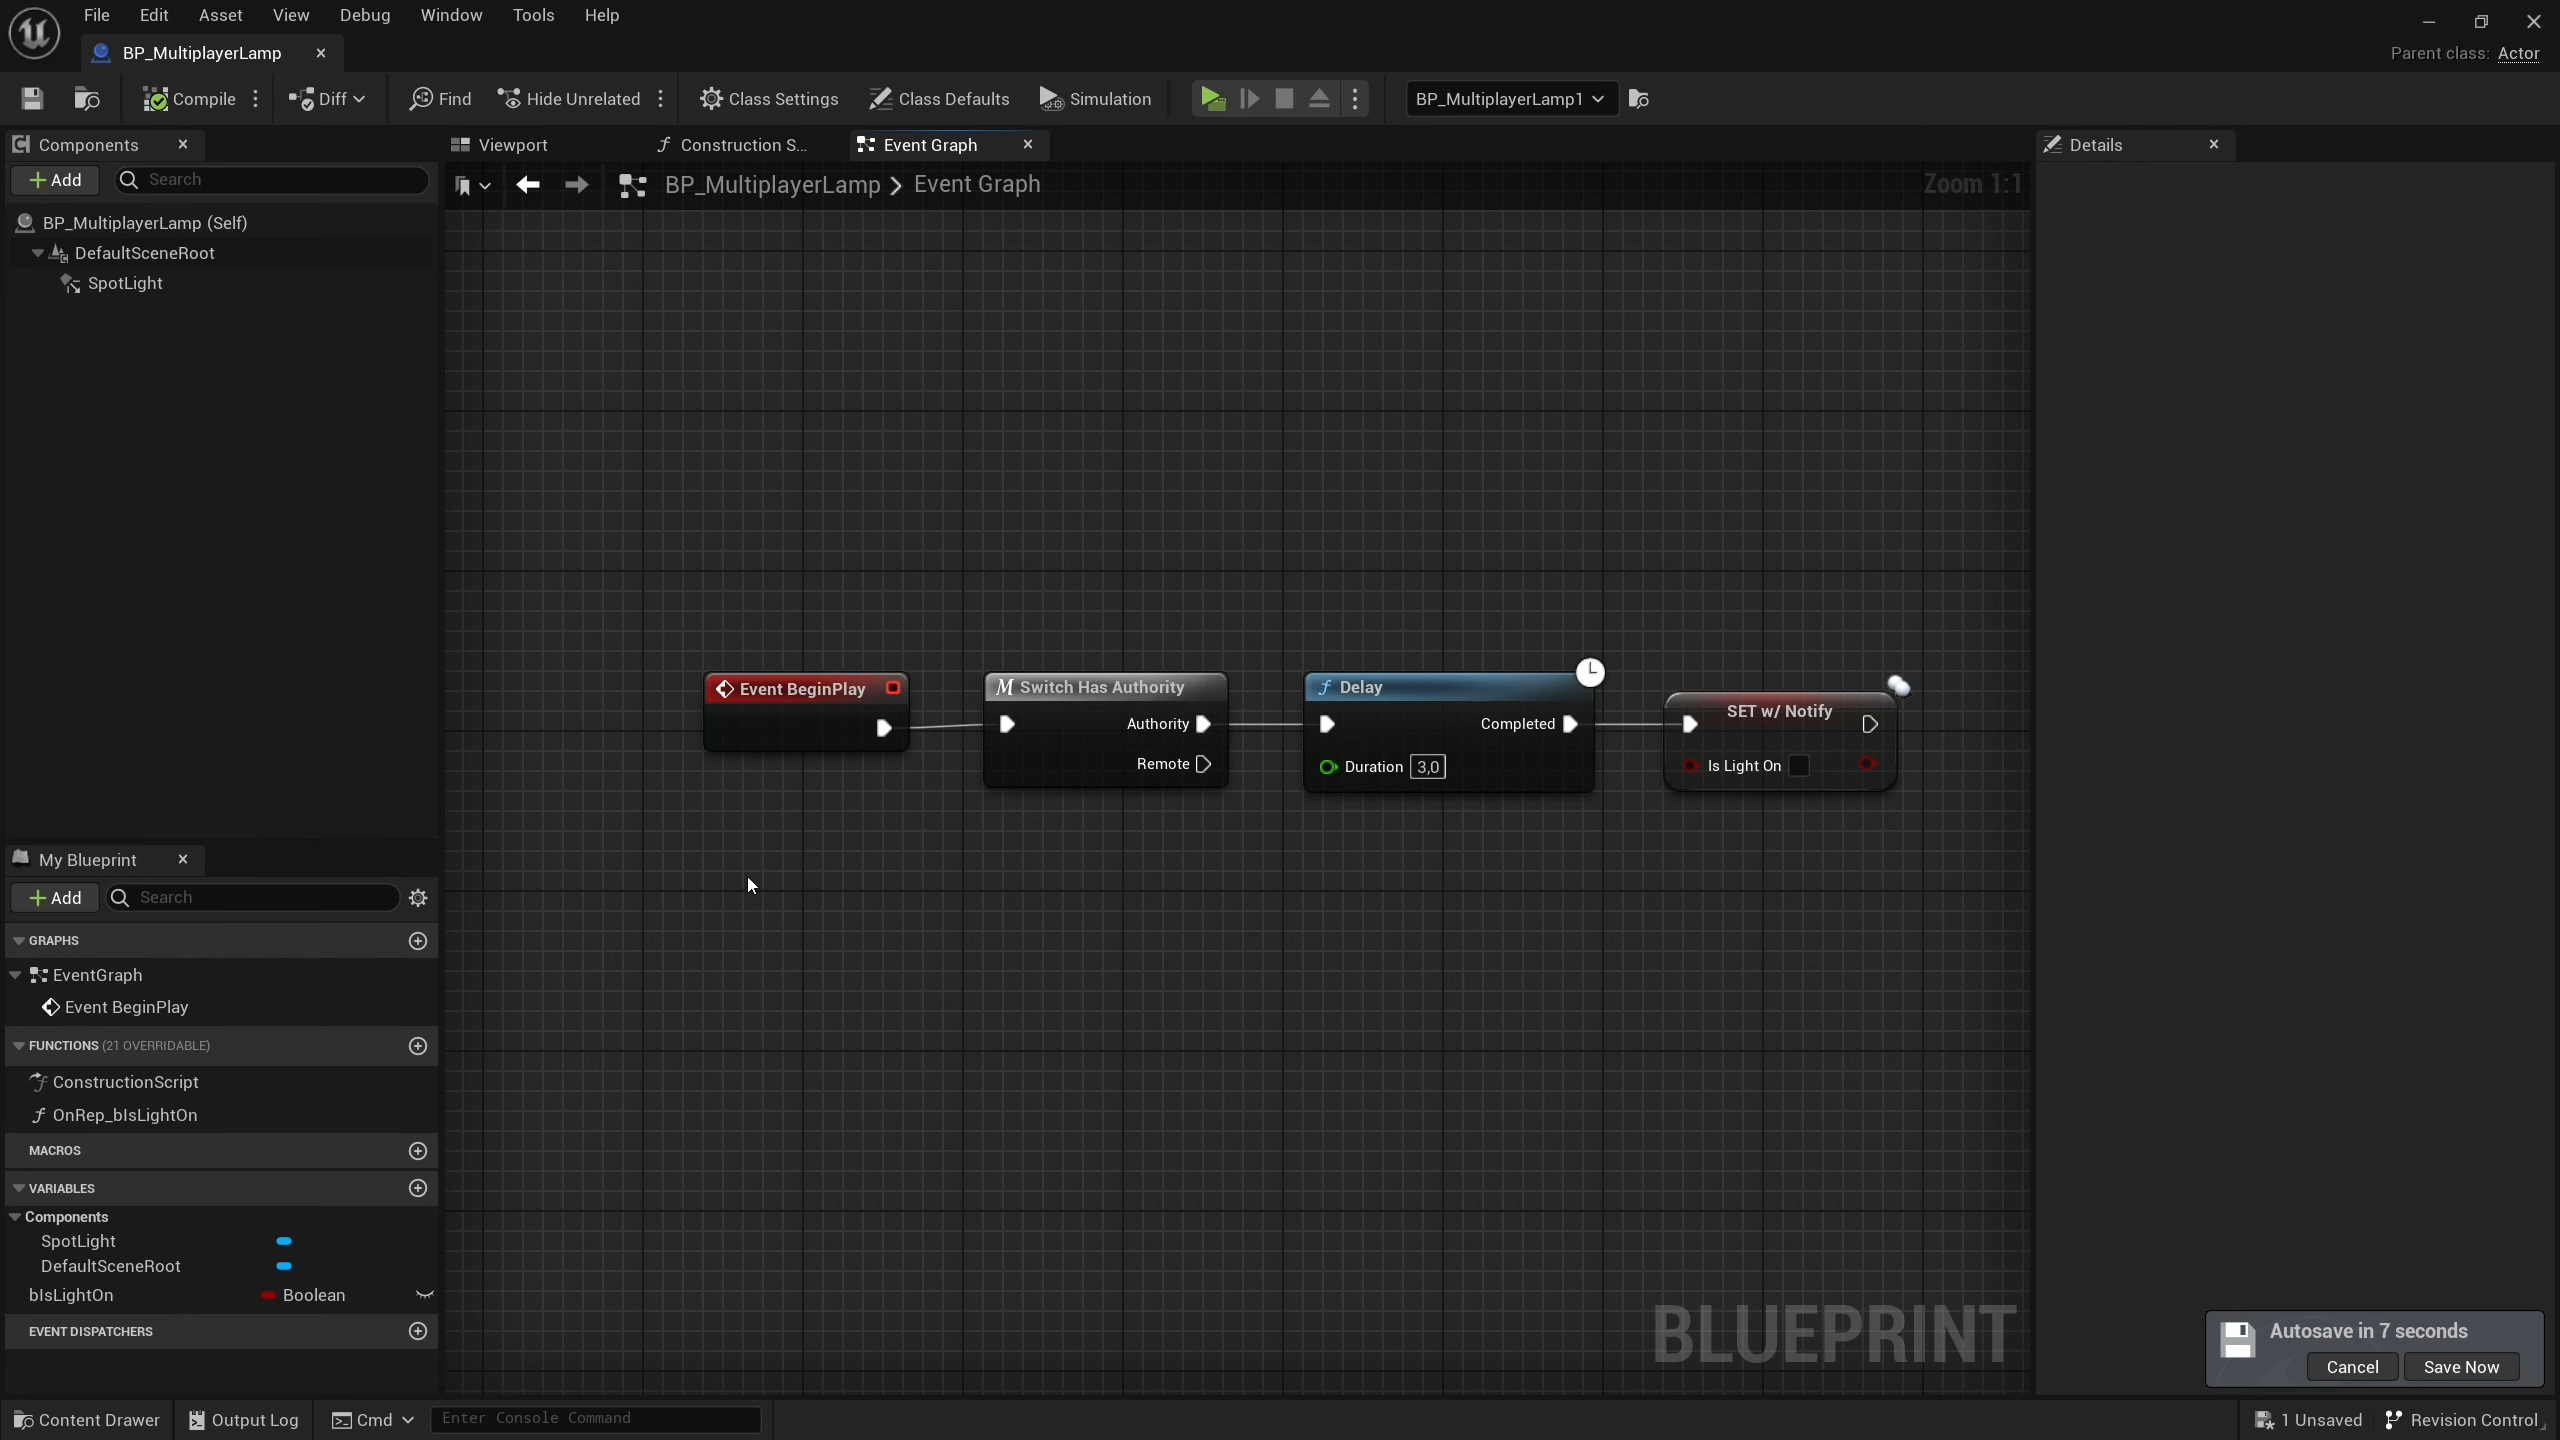 File Edit Asset View Debug Window Tools Help
BP_MultiplayerLamp
Parent class: Actor
Compile Diff Find Hide Unrelated Class Settings Class Defaults Simulation BP_MultiplayerLamp1
Components
Viewport Construction S... Event Graph
Details
Add Search
BP_MultiplayerLamp > Event Graph
Zoom 1:1
BP_MultiplayerLamp (Self)
DefaultSceneRoot
SpotLight
Event BeginPlay
Switch Has Authority
Authority
Remote
Delay
Completed
Duration 3,0
SET w/ Notify
Is Light On
My Blueprint
Add Search
GRAPHS
EventGraph
Event BeginPlay
FUNCTIONS (21 OVERRIDABLE)
ConstructionScript
OnRep_bIsLightOn
MACROS
VARIABLES
Components
SpotLight
DefaultSceneRoot
bIsLightOn Boolean
EVENT DISPATCHERS
BLUEPRINT
Autosave in 7 seconds
Cancel Save Now
Content Drawer Output Log Cmd Enter Console Command
1 Unsaved Revision Control